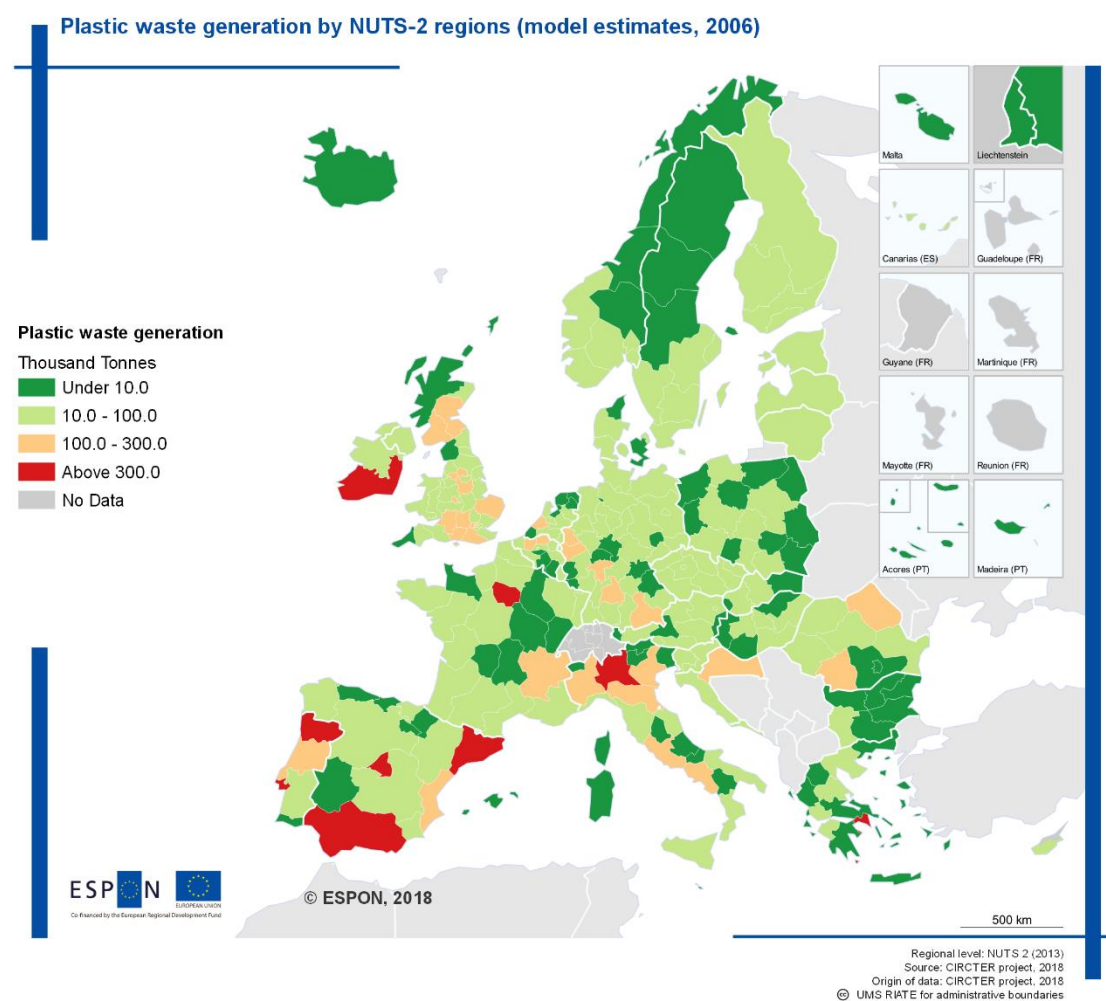 Plastic waste generation by NUTS-2 regions (model estimates, 2006)
Malta
Liechtenstein
Canarias (ES)
Guadeloupe (FR)
Guyane (FR)
Martinique (FR)
Mayotte (FR)
Reunion (FR)
Acores (PT)
Madeira (PT)
Plastic waste generation
Thousand Tonnes
Under 10.0
10.0 - 100.0
100.0 - 300.0
Above 300.0
No Data
ESPON
EUROPEAN UNION
Co-financed by the European Regional Development Fund
© ESPON, 2018
500 km
Regional level: NUTS 2 (2013)
Source: CIRCTER project, 2018
Origin of data: CIRCTER project, 2018
cc UMS RIATE for administrative boundaries